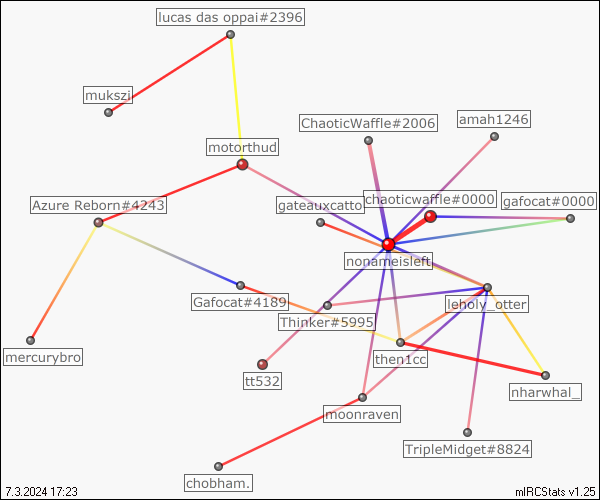 lucas das oppai#2396
mukszi
ChaoticWaffle#2006
amah1246
motorthud
Azure Reborn#4243
gateauxcatto
chaoticwaffle#0000
gafocat#0000
nonameisleft
Gafocat#4189
leholy_otter
Thinker#5995
mercurybro
then1cc
tt532
nharwhal_
moonraven
TripleMidget#8824
chobham.
7.3.2024 17:23
mIRCStats v1.25